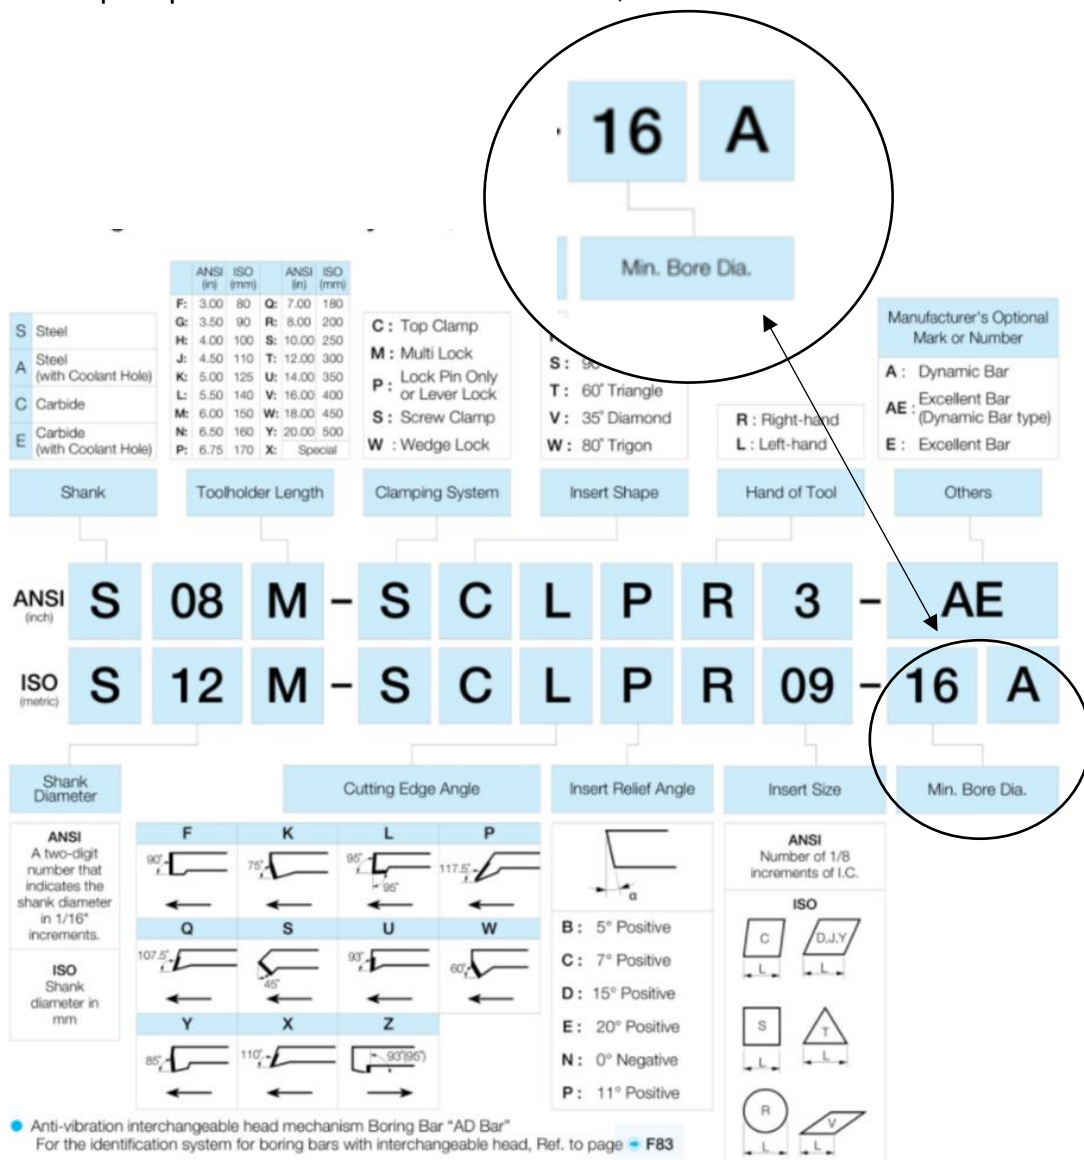 16 A
Min. Bore Dia.
ANSI (in) ISO (mm) ANSI (in) ISO (mm)
F: 3.00 80 Q: 7.00 180
G: 3.50 90 R: 8.00 200
H: 4.00 100 S: 10.00 250
J: 4.50 110 T: 12.00 300
K: 5.00 125 U: 14.00 350
L: 5.50 140 V: 16.00 400
M: 6.00 150 W: 18.00 450
N: 6.50 160 Y: 20.00 500
P: 6.75 170 X: Special
S Steel
A Steel
(with Coolant Hole)
C Carbide
E Carbide
(with Coolant Hole)
C : Top Clamp
M : Multi Lock
P : Lock Pin Only
or Lever Lock
S : Screw Clamp
W : Wedge Lock
S :
T : 60° Triangle
V : 35° Diamond
W : 80° Trigon
R : Right-hand
L : Left-hand
Manufacturer's Optional
Mark or Number
A : Dynamic Bar
AE : Excellent Bar
(Dynamic Bar type)
E : Excellent Bar
Shank Toolholder Length Clamping System Insert Shape Hand of Tool Others
ANSI (inch) S 08 M - S C L P R 3 - AE
ISO (metric) S 12 M - S C L P R 09 - 16 A
Shank
Diameter
Cutting Edge Angle Insert Relief Angle Insert Size Min. Bore Dia.
ANSI
A two-digit
number that
indicates the
shank diameter
in 1/16"
increments.
ISO
Shank
diameter in
mm
F K L P
90° 75° 95° 95° 117.5°
Q S U W
107.5° 45° 93° 60°
Y X Z
85° 110° 93°(95°)
α
B : 5° Positive
C : 7° Positive
D : 15° Positive
E : 20° Positive
N : 0° Negative
P : 11° Positive
ANSI
Number of 1/8
increments of I.C.
ISO
C D,J,Y
L L
S T
L L
R V
L L
Anti-vibration interchangeable head mechanism Boring Bar "AD Bar"
For the identification system for boring bars with interchangeable head, Ref. to page F83